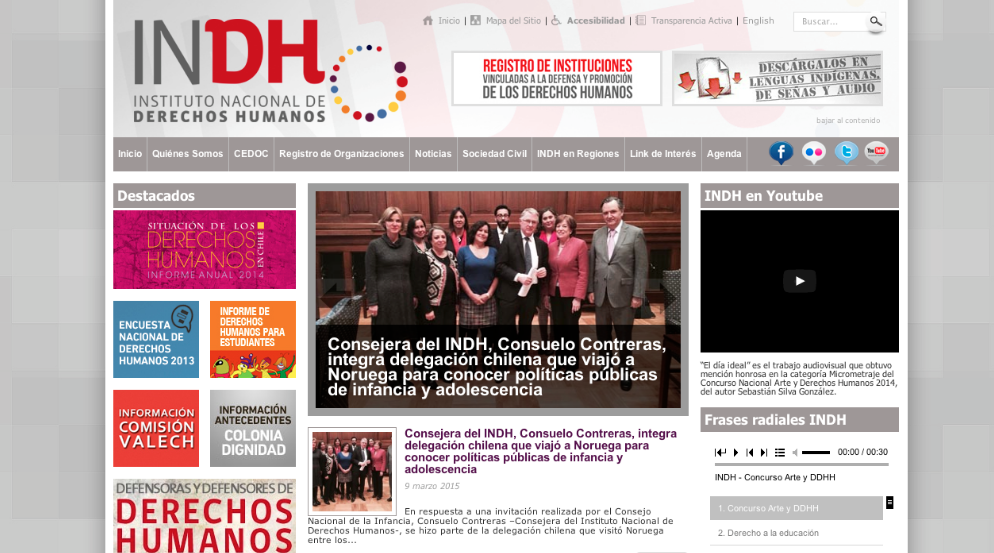 Inicio | Mapa del Sitio | Accesibilidad | Transparencia Activa | English
Buscar...
INDH
INSTITUTO NACIONAL DE
DERECHOS HUMANOS
REGISTRO DE INSTITUCIONES
VINCULADAS A LA DEFENSA Y PROMOCIÓN
DE LOS DERECHOS HUMANOS
DESCÁRGALOS EN
LENGUAS INDÍGENAS,
DE SEÑAS Y AUDIO
bajar al contenido
Inicio
Quiénes Somos
CEDOC
Registro de Organizaciones
Noticias
Sociedad Civil
INDH en Regiones
Link de Interés
Agenda
You Tube
Destacados
SITUACIÓN DE LOS
DERECHOS
HUMANOS
EN CHILE
INFORME ANUAL 2014
ENCUESTA
NACIONAL DE
DERECHOS
HUMANOS 2013
INFORME DE
DERECHOS
HUMANOS PARA
ESTUDIANTES
INFORMACIÓN
COMISIÓN
VALECH
INFORMACIÓN
ANTECEDENTES
COLONIA
DIGNIDAD
DEFENSORAS Y DEFENSORES DE
DERECHOS
HUMANOS
Consejera del INDH, Consuelo Contreras,
integra delegación chilena que viajó a
Noruega para conocer políticas públicas
de infancia y adolescencia
Consejera del INDH, Consuelo Contreras, integra
delegación chilena que viajó a Noruega para
conocer políticas públicas de infancia y
adolescencia
9 marzo 2015
En respuesta a una invitación realizada por el Consejo
Nacional de la Infancia, Consuelo Contreras –Consejera del Instituto Nacional de
Derechos Humanos-, se hizo parte de la delegación chilena que visitó Noruega
entre los...
INDH en Youtube
"El día ideal" es el trabajo audiovisual que obtuvo
mención honrosa en la categoría Micrometraje del
Concurso Nacional Arte y Derechos Humanos 2014,
del autor Sebastián Silva González.
Frases radiales INDH
00:00 / 00:30
INDH - Concurso Arte y DDHH
1. Concurso Arte y DDHH
2. Derecho a la educación